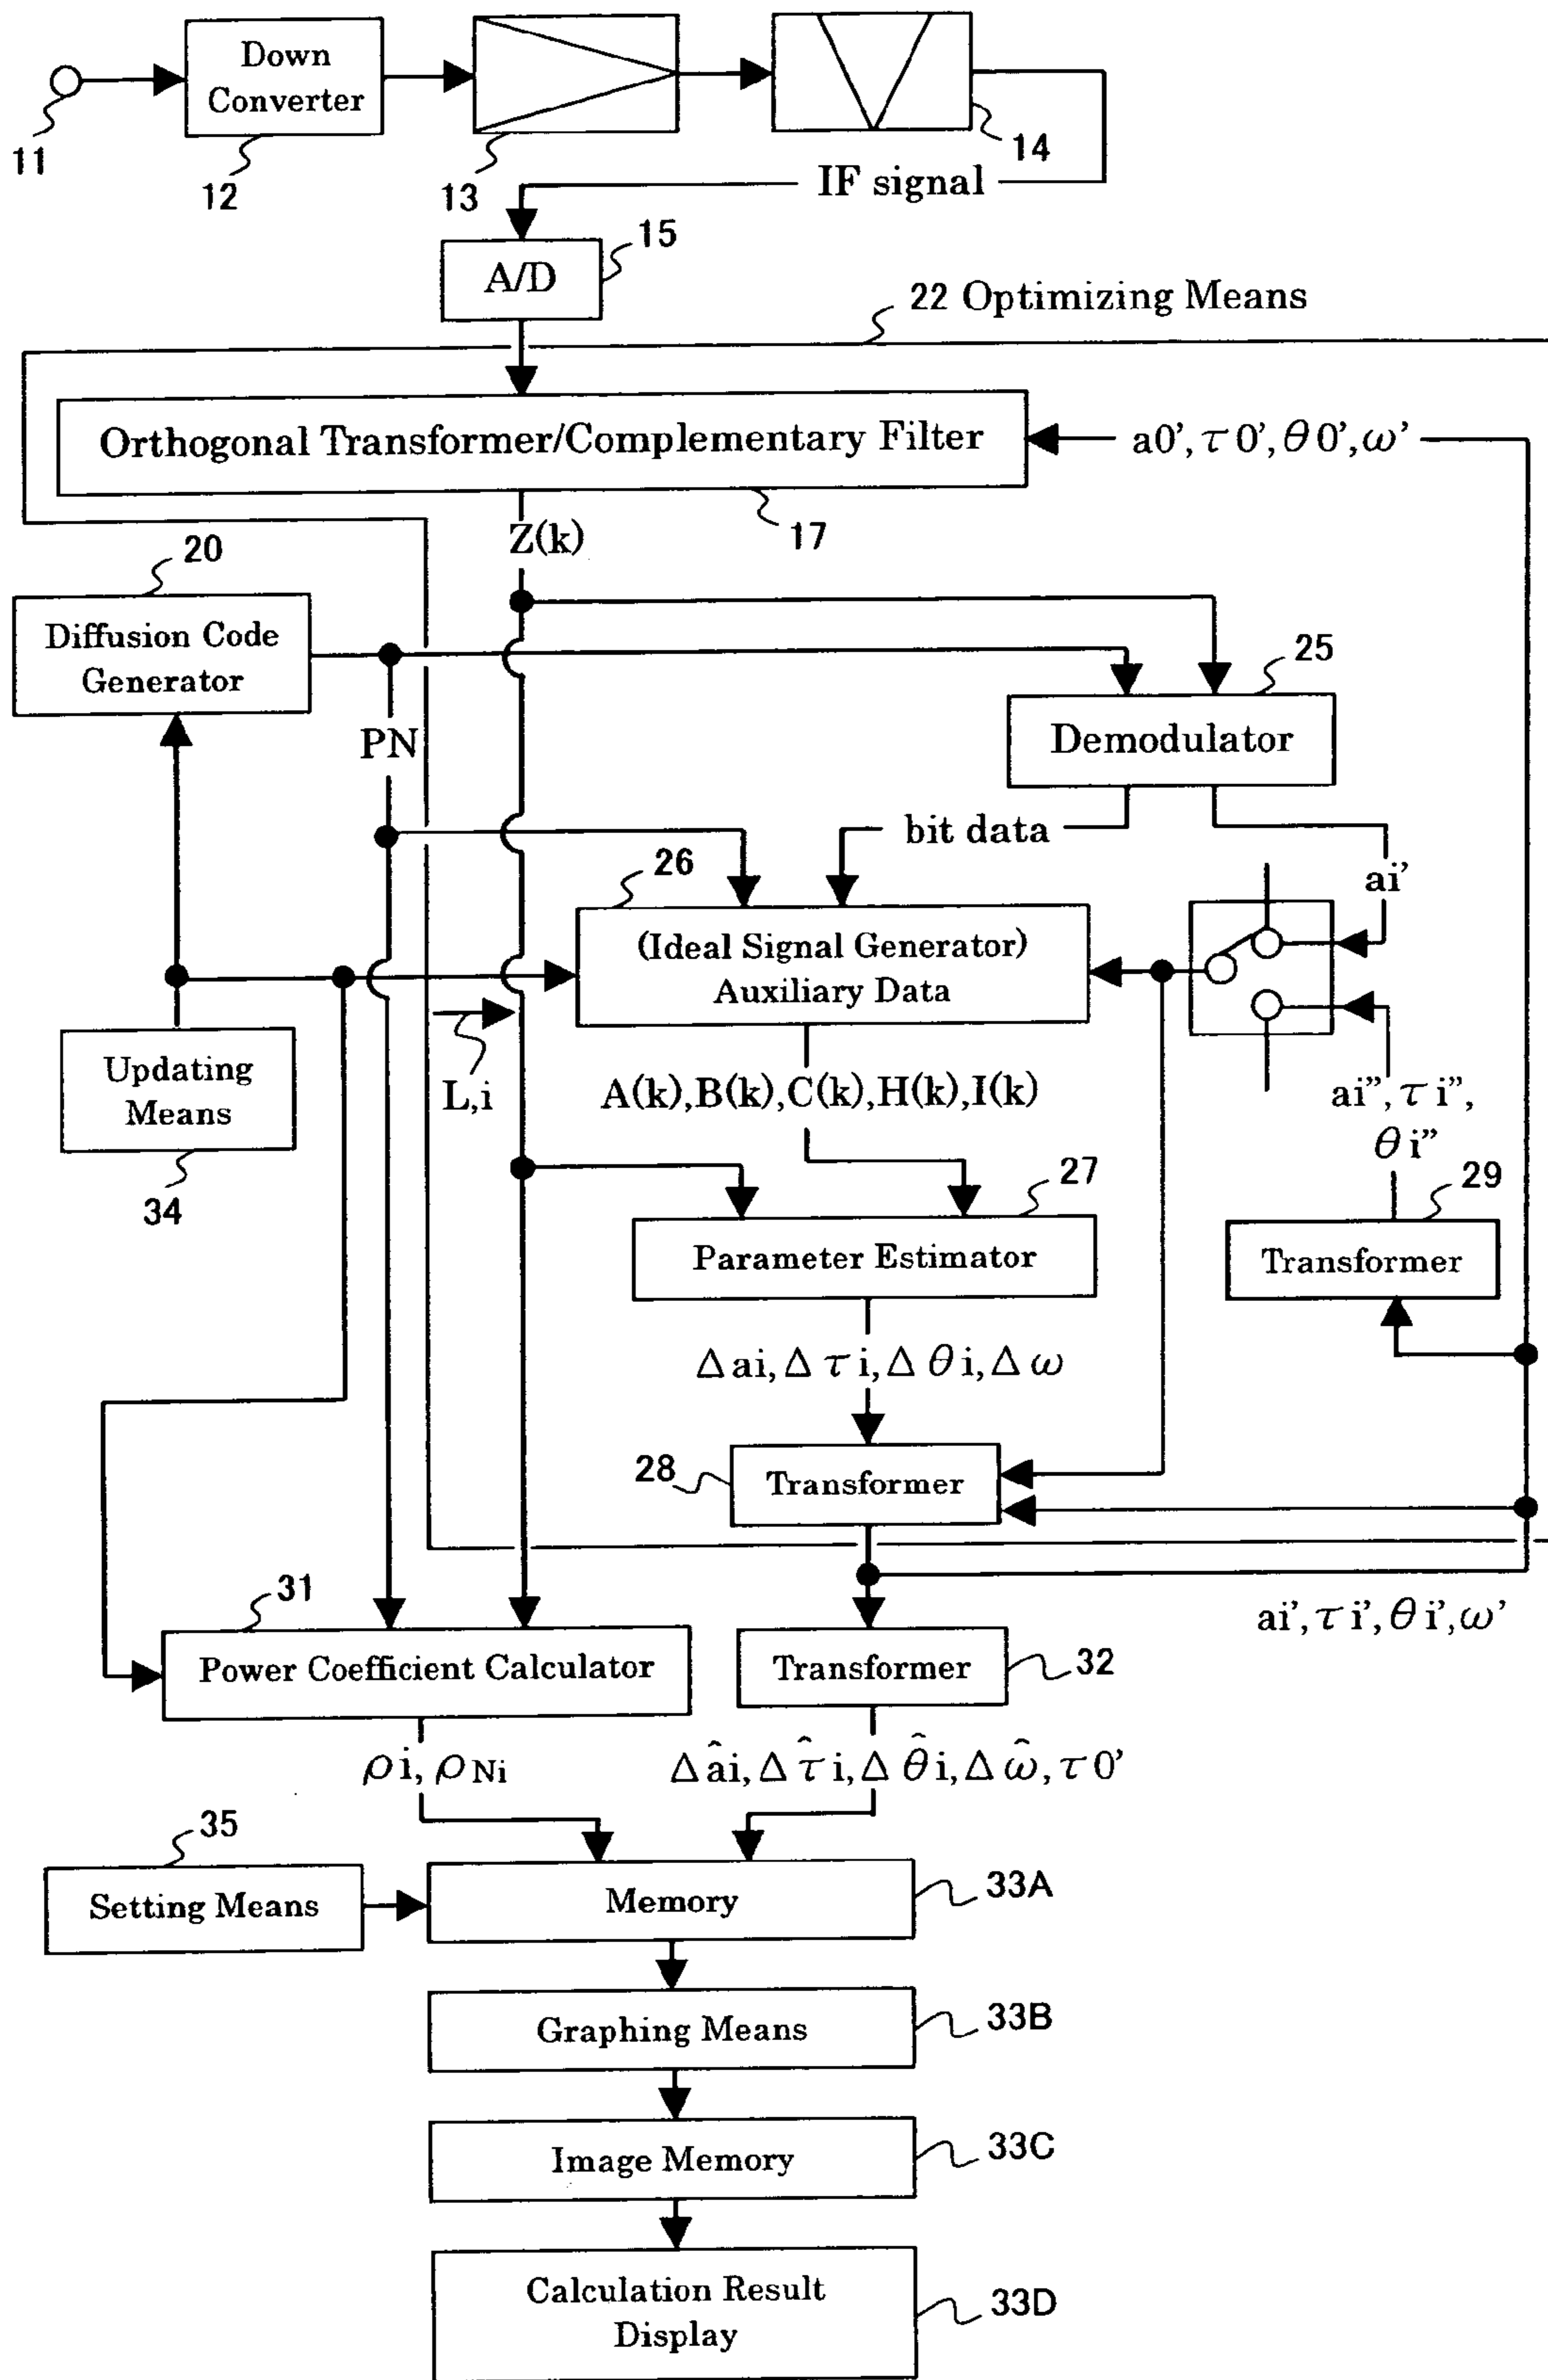 Down
Converter
11
12
13
14
IF signal
15
A/D
22 Optimizing Means
Orthogonal Transformer/Complementary Filter
a0',τ0',θ0',ω'
17
Z(k)
20
Diffusion Code
Generator
25
PN
Demodulator
bit data
26
ai'
(Ideal Signal Generator)
Auxiliary Data
Updating
Means
L,i
A(k),B(k),C(k),H(k),I(k)
ai",τi",
θi"
34
27
29
Parameter Estimator
Transformer
Δai,Δτi,Δθi,Δω
28
Transformer
31
ai',τi',θi',ω'
Power Coefficient Calculator
Transformer
32
ρi, ρNi
Δâi,Δτ̂i,Δθ̂i,Δω̂,τ0'
35
Setting Means
Memory
33A
Graphing Means
33B
Image Memory
33C
Calculation Result
Display
33D